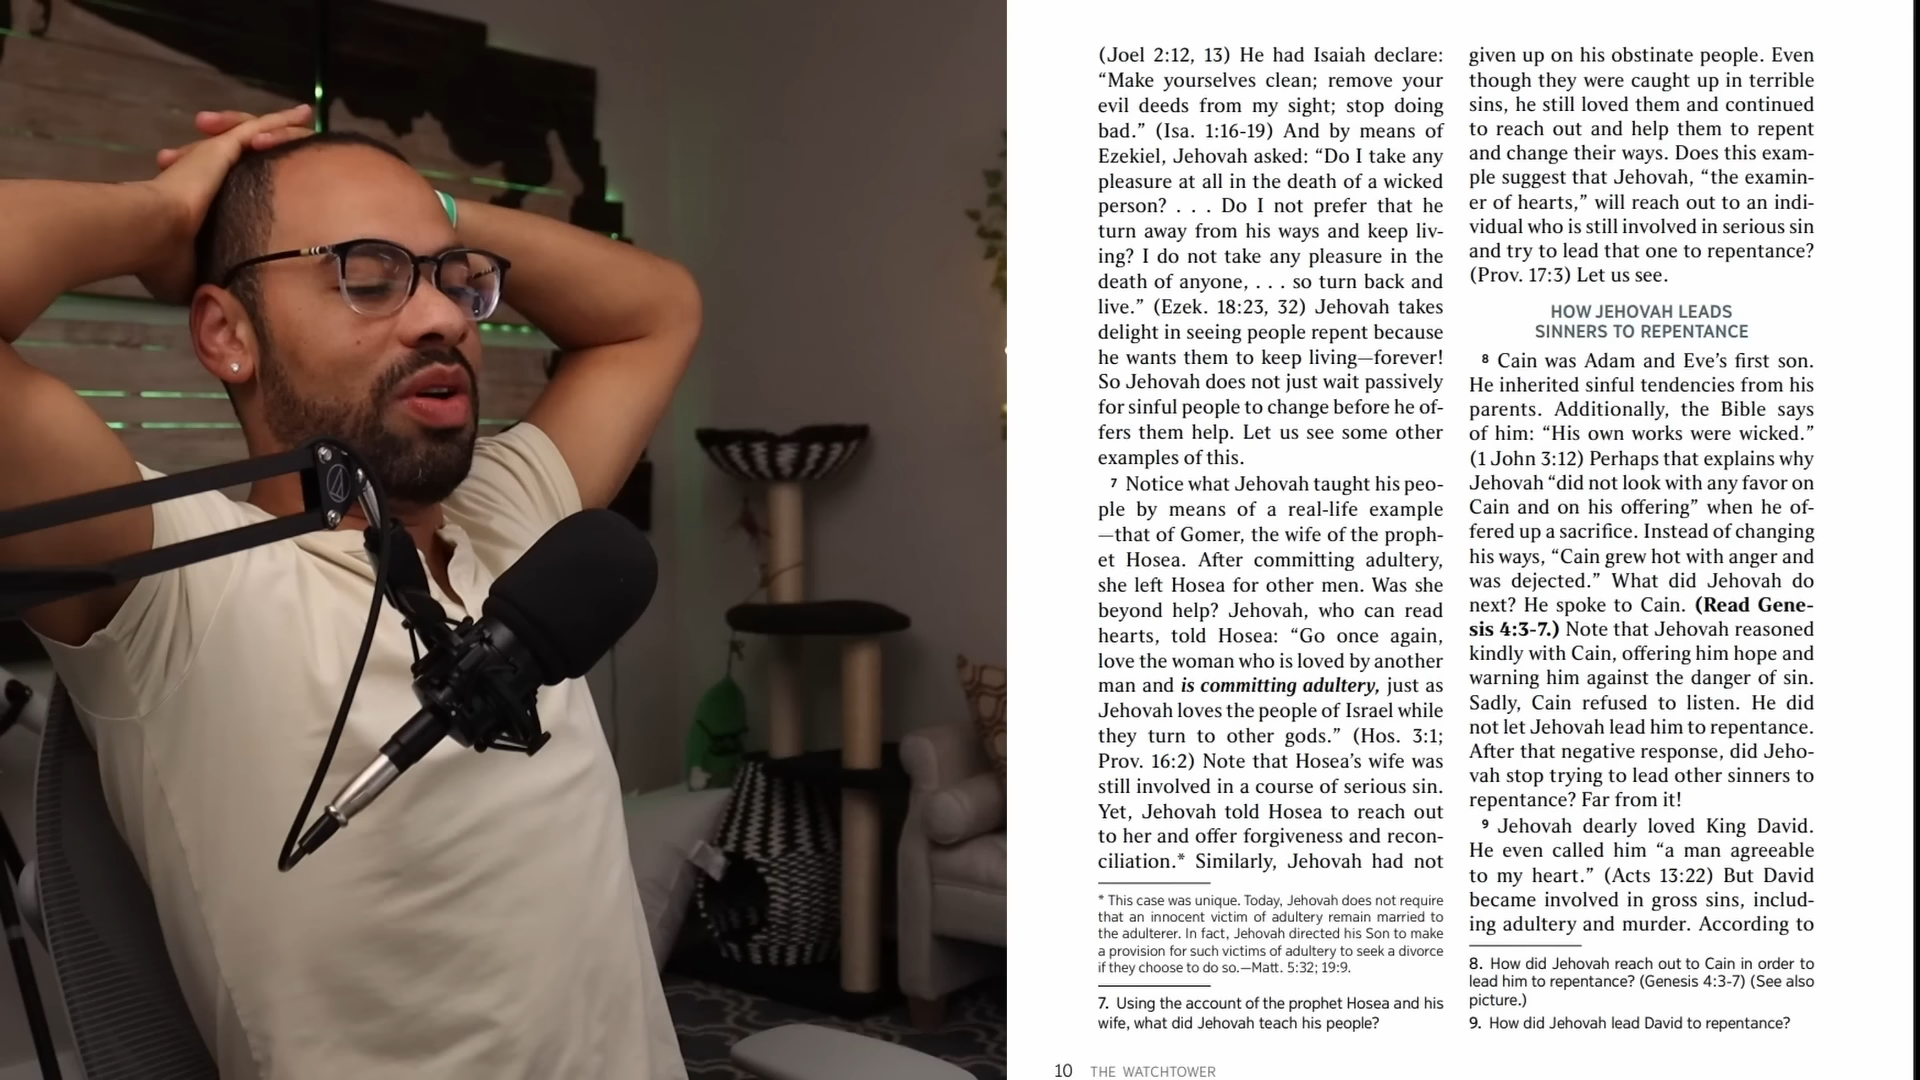 (Joel 2:12, 13) He had Isaiah declare:
“Make yourselves clean; remove your
evil deeds from my sight; stop doing
bad.” (Isa. 1:16-19) And by means of
Ezekiel, Jehovah asked: “Do I take any
pleasure at all in the death of a wicked
person? . . . Do I not prefer that he
turn away from his ways and keep liv-
ing? I do not take any pleasure in the
death of anyone, . . . so turn back and
live.” (Ezek. 18:23, 32) Jehovah takes
delight in seeing people repent because
he wants them to keep living—forever!
So Jehovah does not just wait passively
for sinful people to change before he of-
fers them help. Let us see some other
examples of this.
7 Notice what Jehovah taught his peo-
ple by means of a real-life example
—that of Gomer, the wife of the proph-
et Hosea. After committing adultery,
she left Hosea for other men. Was she
beyond help? Jehovah, who can read
hearts, told Hosea: “Go once again,
love the woman who is loved by another
man and is committing adultery, just as
Jehovah loves the people of Israel while
they turn to other gods.” (Hos. 3:1;
Prov. 16:2) Note that Hosea’s wife was
still involved in a course of serious sin.
Yet, Jehovah told Hosea to reach out
to her and offer forgiveness and recon-
ciliation.* Similarly, Jehovah had not
* This case was unique. Today, Jehovah does not require
that an innocent victim of adultery remain married to
the adulterer. In fact, Jehovah directed his Son to make
a provision for such victims of adultery to seek a divorce
if they choose to do so.—Matt. 5:32; 19:9.
7. Using the account of the prophet Hosea and his
wife, what did Jehovah teach his people?
given up on his obstinate people. Even
though they were caught up in terrible
sins, he still loved them and continued
to reach out and help them to repent
and change their ways. Does this exam-
ple suggest that Jehovah, “the examin-
er of hearts,” will reach out to an indi-
vidual who is still involved in serious sin
and try to lead that one to repentance?
(Prov. 17:3) Let us see.
HOW JEHOVAH LEADS
SINNERS TO REPENTANCE
8 Cain was Adam and Eve’s first son.
He inherited sinful tendencies from his
parents. Additionally, the Bible says
of him: “His own works were wicked.”
(1 John 3:12) Perhaps that explains why
Jehovah “did not look with any favor on
Cain and on his offering” when he of-
fered up a sacrifice. Instead of changing
his ways, “Cain grew hot with anger and
was dejected.” What did Jehovah do
next? He spoke to Cain. (Read Gene-
sis 4:3-7.) Note that Jehovah reasoned
kindly with Cain, offering him hope and
warning him against the danger of sin.
Sadly, Cain refused to listen. He did
not let Jehovah lead him to repentance.
After that negative response, did Jeho-
vah stop trying to lead other sinners to
repentance? Far from it!
9 Jehovah dearly loved King David.
He even called him “a man agreeable
to my heart.” (Acts 13:22) But David
became involved in gross sins, includ-
ing adultery and murder. According to
8. How did Jehovah reach out to Cain in order to
lead him to repentance? (Genesis 4:3-7) (See also
picture.)
9. How did Jehovah lead David to repentance?
10 THE WATCHTOWER